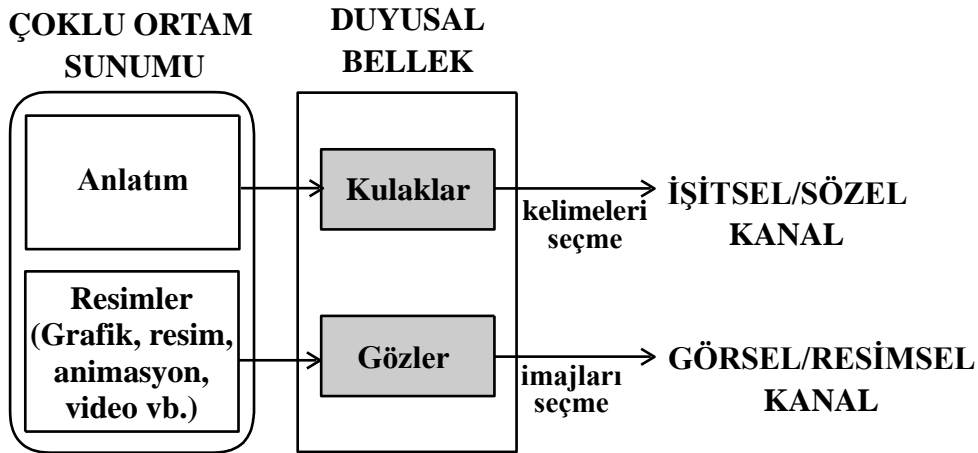 ÇOKLU ORTAM
SUNUMU
DUYUSAL
BELLEK
Anlatım
Kulaklar
kelimeleri
seçme
İŞİTSEL/SÖZEL
KANAL
Resimler
(Grafik, resim,
animasyon,
video vb.)
Gözler
imajları
seçme
GÖRSEL/RESİMSEL
KANAL